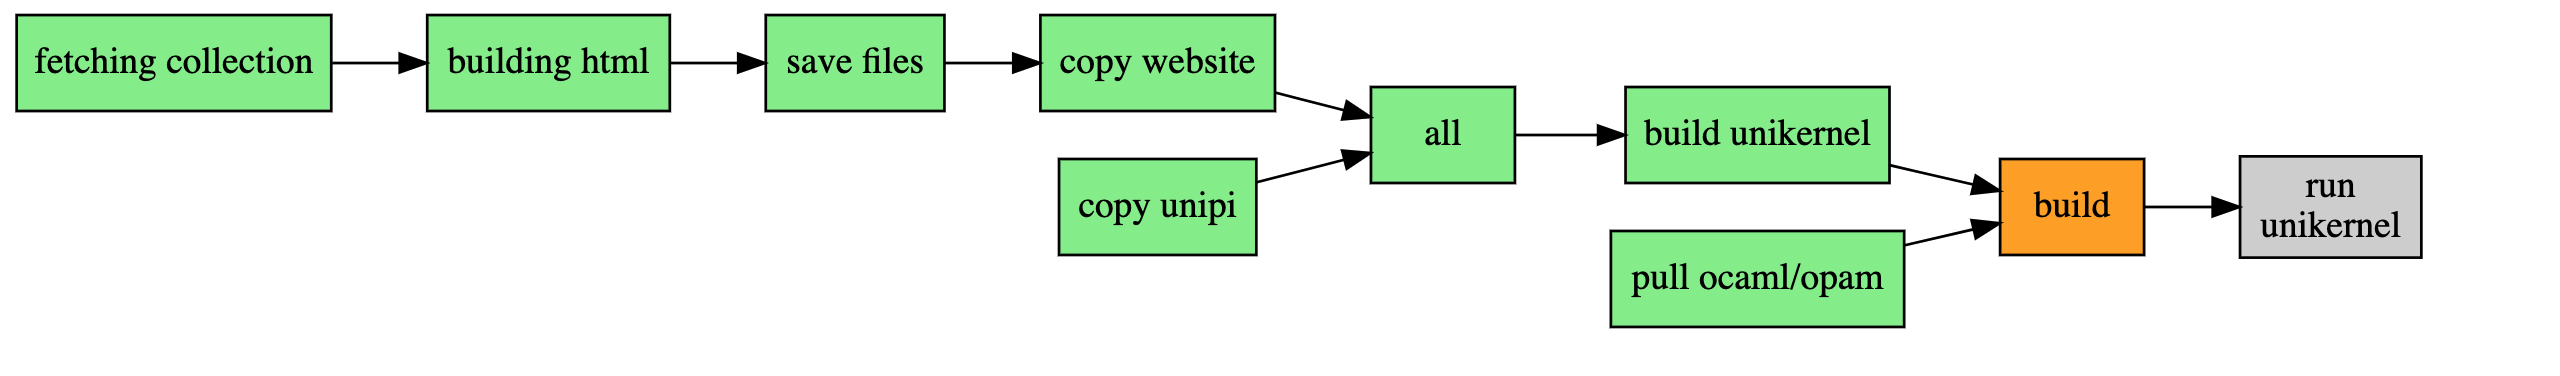 fetching collection
building html
save files
copy website
copy unipi
all
build unikernel
pull ocaml/opam
build
run
unikernel